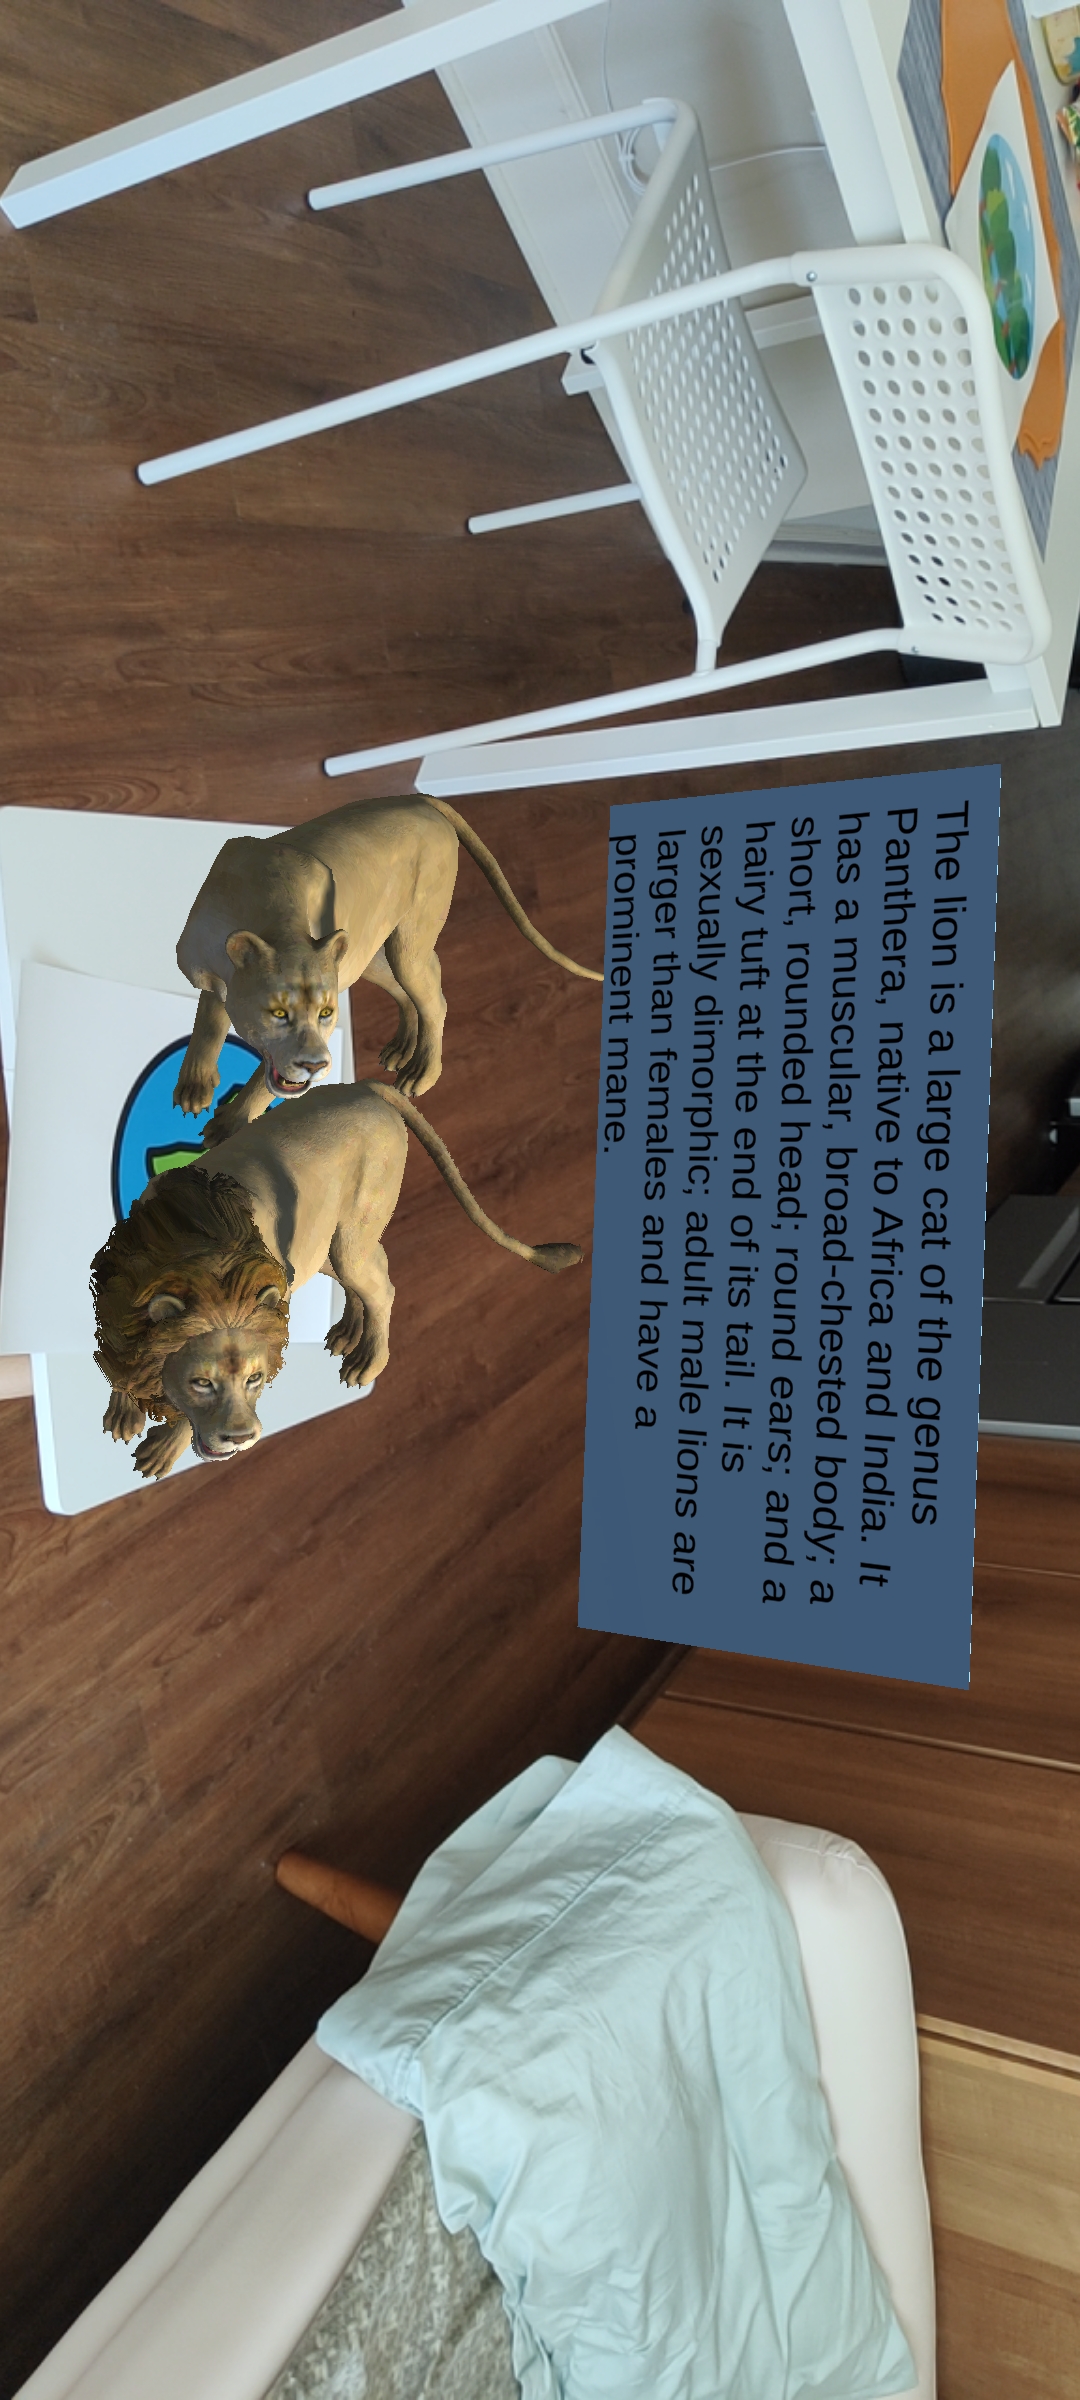 The lion is a large cat of the genus
Panthera, native to Africa and India. It
has a muscular, broad-chested body; a
short, rounded head; round ears; and a
hairy tuft at the end of its tail. It is
sexually dimorphic; adult male lions are
larger than females and have a
prominent mane.